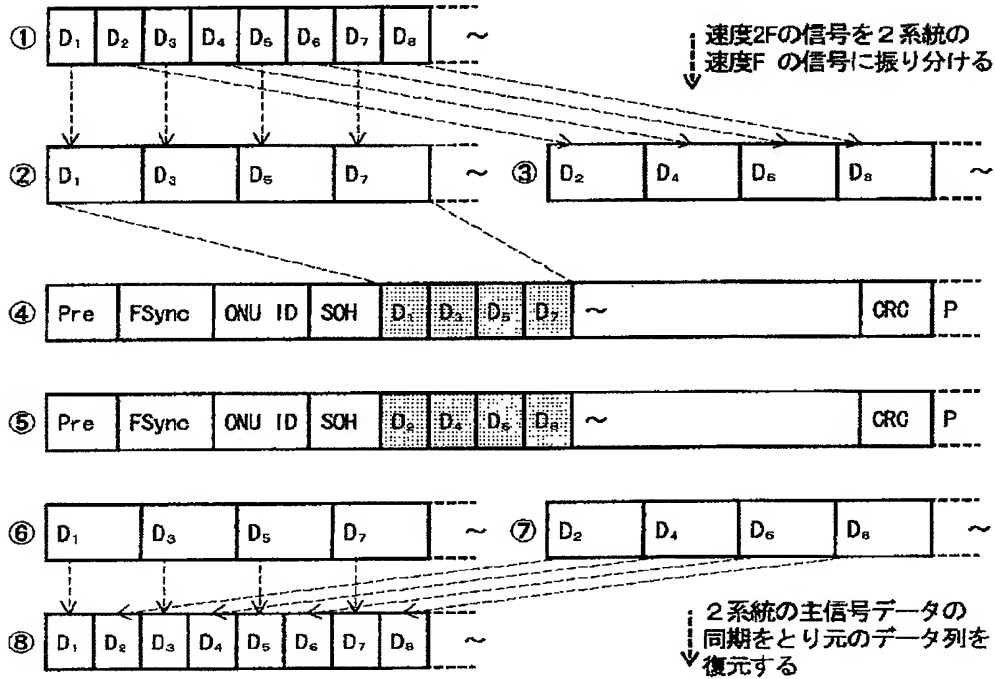 ① D₁ D₂ D₃ D₄ D₅ D₆ D₇ D₈ ～
速度2Fの信号を２系統の
速度F の信号に振り分ける
② D₁ D₃ D₅ D₇ ～ ③ D₂ D₄ D₆ D₈ ～
④ Pre FSync ONU ID SOH D₁ D₃ D₅ D₇ ～ CRC P
⑤ Pre FSync ONU ID SOH D₂ D₄ D₆ D₈ ～ CRC P
⑥ D₁ D₃ D₅ D₇ ～ ⑦ D₂ D₄ D₆ D₈ ～
⑧ D₁ D₂ D₃ D₄ D₅ D₆ D₇ D₈ ～
２系統の主信号データの
同期をとり元のデータ列を
復元する